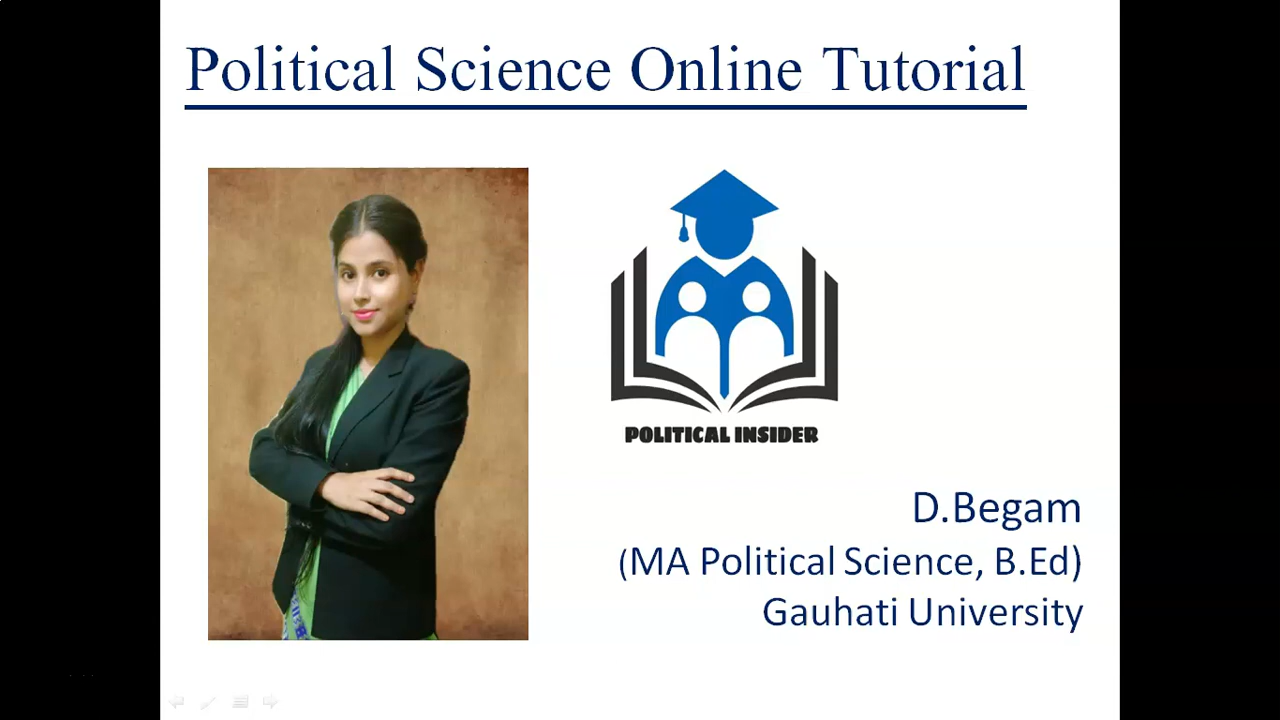 Political Science Online Tutorial
POLITICAL INSIDER
D.Begam
(MA Political Science, B.Ed)
Gauhati University